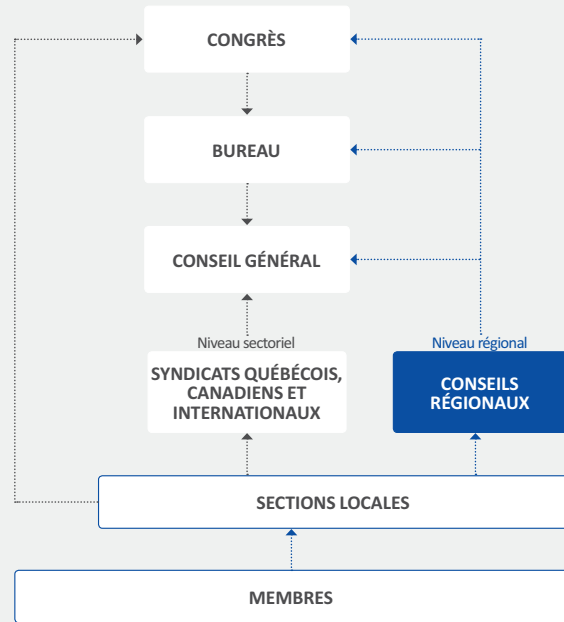 CONGRÈS
BUREAU
CONSEIL GÉNÉRAL
Niveau sectoriel
SYNDICATS QUÉBÉCOIS,
CANADIENS ET
INTERNATIONAUX
Niveau régional
CONSEILS
RÉGIONAUX
SECTIONS LOCALES
MEMBRES